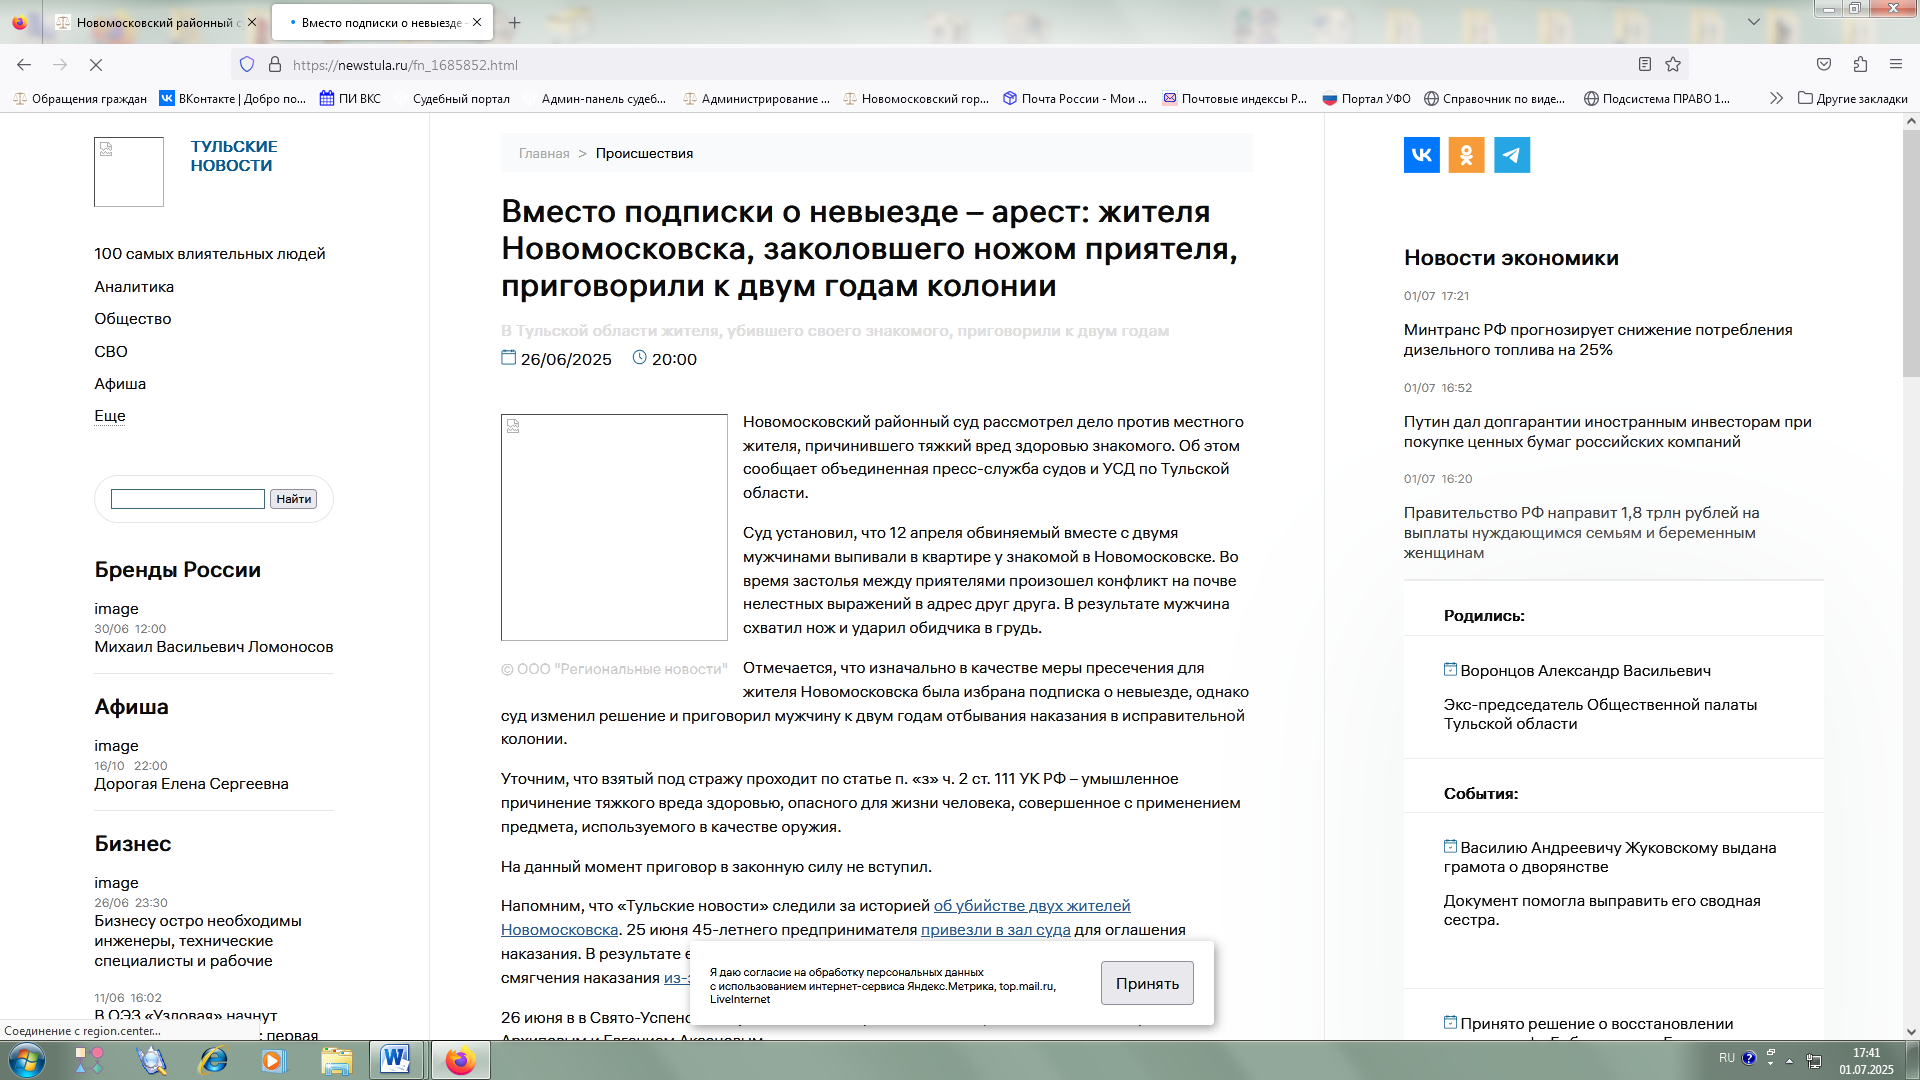 Новомосковский районный с
Вместо подписки о невыезде -
https://newstula.ru/fn_1685852.html
Обращения граждан
ВКонтакте | Добро по...
ПИ ВКС
Судебный портал
Админ-панель судеб...
Администрирование ...
Новомосковский гор...
Почта России - Мои ...
Почтовые индексы Р...
Портал УФО
Справочник по виде...
Подсистема ПРАВО 1...
Другие закладки
ТУЛЬСКИЕ
НОВОСТИ
100 самых влиятельных людей
Аналитика
Общество
СВО
Афиша
Еще
Найти
Бренды России
image
30/06 12:00
Михаил Васильевич Ломоносов
Афиша
image
16/10 22:00
Дорогая Елена Сергеевна
Бизнес
image
26/06 23:30
Бизнесу остро необходимы
инженеры, технические
специалисты и рабочие
11/06 16:02
В ОЭЗ «Узловая» начнут
: первая
Соединение с region.center...
Главная > Происшествия
Вместо подписки о невыезде – арест: жителя
Новомосковска, заколовшего ножом приятеля,
приговорили к двум годам колонии
В Тульской области жителя, убившего своего знакомого, приговорили к двум годам
26/06/2025 20:00
Новомосковский районный суд рассмотрел дело против местного
жителя, причинившего тяжкий вред здоровью знакомого. Об этом
сообщает объединенная пресс-служба судов и УСД по Тульской
области.
Суд установил, что 12 апреля обвиняемый вместе с двумя
мужчинами выпивали в квартире у знакомой в Новомосковске. Во
время застолья между приятелями произошел конфликт на почве
нелестных выражений в адрес друг друга. В результате мужчина
схватил нож и ударил обидчика в грудь.
© ООО "Региональные новости"
Отмечается, что изначально в качестве меры пресечения для
жителя Новомосковска была избрана подписка о невыезде, однако
суд изменил решение и приговорил мужчину к двум годам отбывания наказания в исправительной
колонии.
Уточним, что взятый под стражу проходит по статье п. «з» ч. 2 ст. 111 УК РФ – умышленное
причинение тяжкого вреда здоровью, опасного для жизни человека, совершенное с применением
предмета, используемого в качестве оружия.
На данный момент приговор в законную силу не вступил.
Напомним, что «Тульские новости» следили за историей об убийстве двух жителей
Новомосковска. 25 июня 45-летнего предпринимателя привезли в зал суда для оглашения
наказания. В результате
смягчения наказания из-з
26 июня в в Свято-Успенс
Архиповым и Евгением Аксеновым.
Я даю согласие на обработку персональных данных
с использованием интернет-сервиса Яндекс.Метрика, top.mail.ru,
LiveInternet
Принять
Новости экономики
01/07 17:21
Минтранс РФ прогнозирует снижение потребления
дизельного топлива на 25%
01/07 16:52
Путин дал допгарантии иностранным инвесторам при
покупке ценных бумаг российских компаний
01/07 16:20
Правительство РФ направит 1,8 трлн рублей на
выплаты нуждающимся семьям и беременным
женщинам
Родились:
Воронцов Александр Васильевич
Экс-председатель Общественной палаты
Тульской области
События:
Василию Андреевичу Жуковскому выдана
грамота о дворянстве
Документ помогла выправить его сводная
сестра.
Принято решение о восстановлении
RU
17:41
01.07.2025